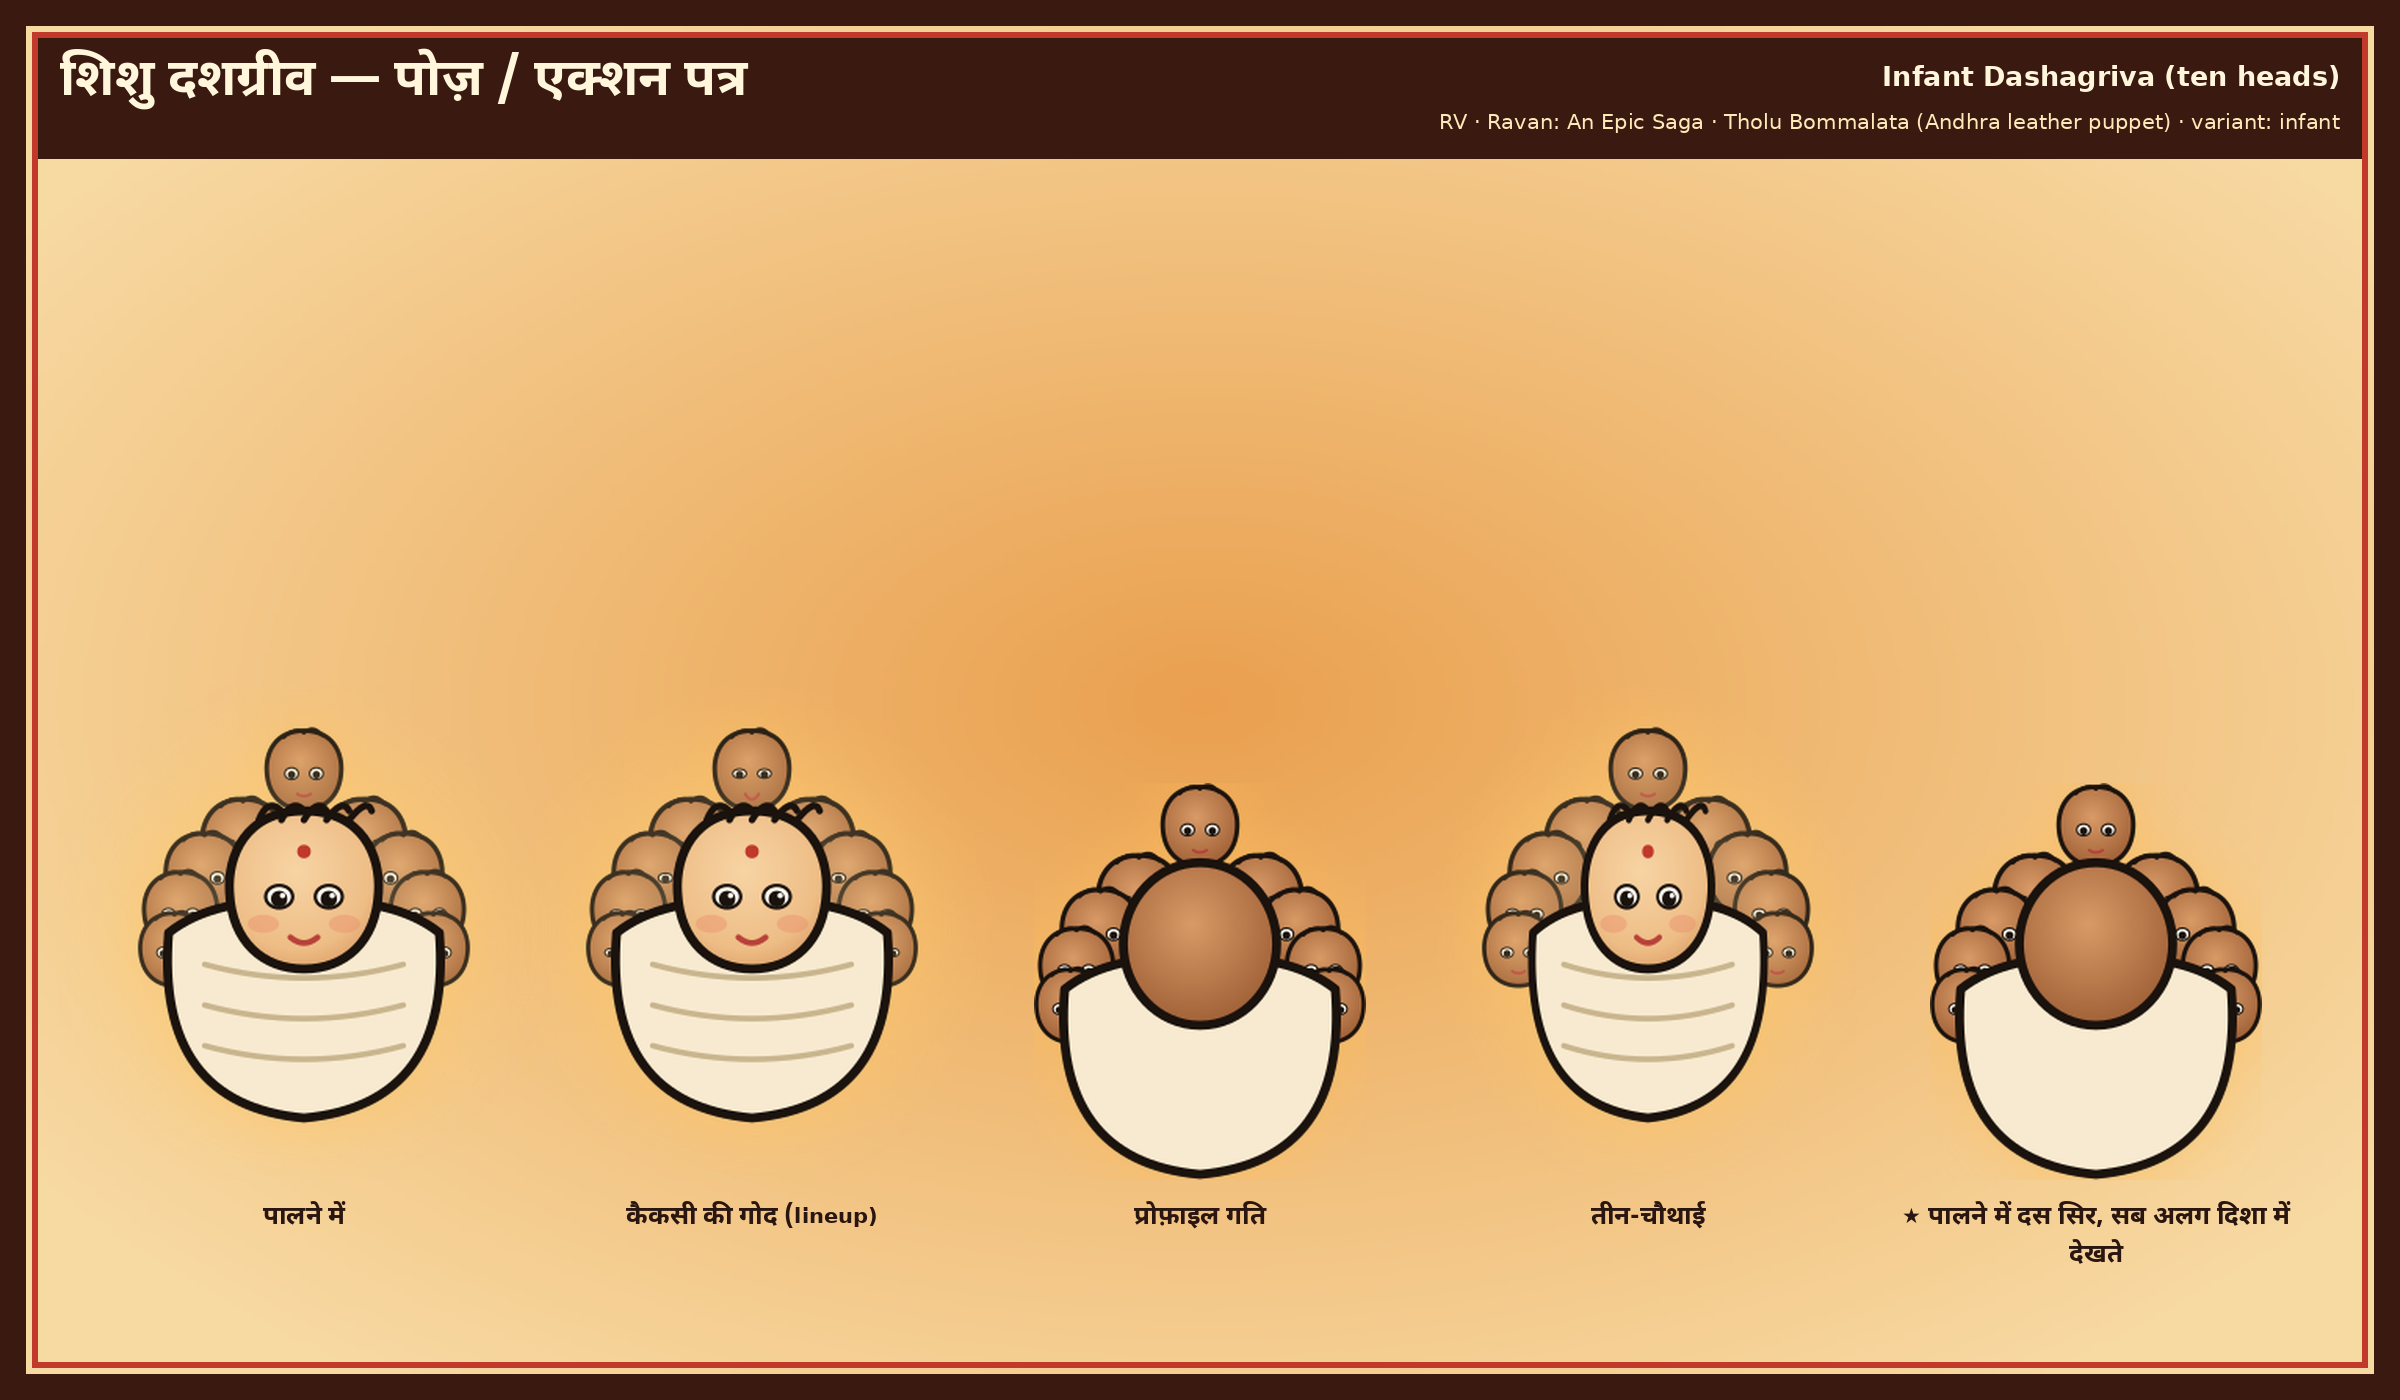 शिशु दशग्रीव — पोज़ / एक्शन पत्र
Infant Dashagriva (ten heads)
RV · Ravan: An Epic Saga · Tholu Bommalata (Andhra leather puppet) · variant: infant
पालने में
कैकसी की गोद (lineup)
प्रोफ़ाइल गति
तीन-चौथाई
★ पालने में दस सिर, सब अलग दिशा में
देखते